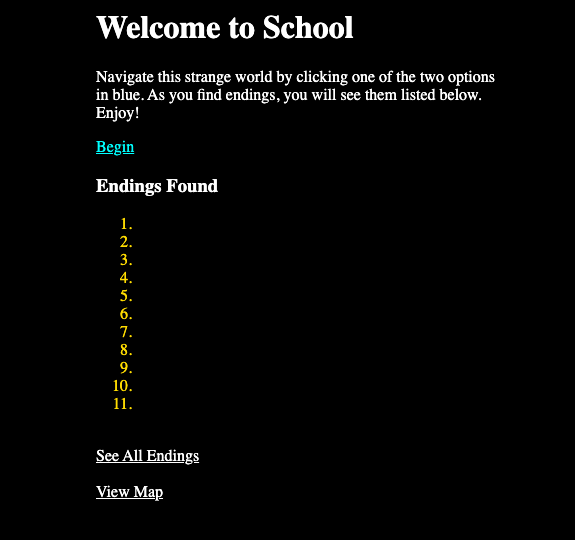 Welcome to School
Navigate this strange world by clicking one of the two options
in blue. As you find endings, you will see them listed below.
Enjoy!
Begin
Endings Found
1.
2.
3.
4.
5.
6.
7.
8.
9.
10.
11.
See All Endings
View Map